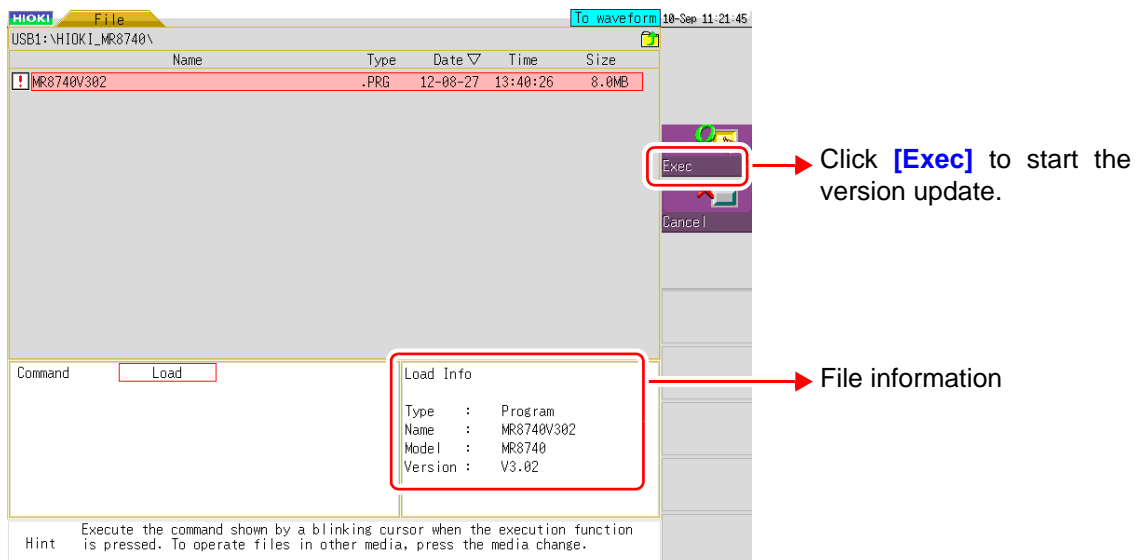 HIOKI File To waveform 10-Sep 11:21:45
USB1:\HIOKI_MR8740\
Name Type Date▽ Time Size
! MR8740V302 .PRG 12-08-27 13:40:26 8.0MB
Exec
Cancel
Click [Exec] to start the
version update.
Command Load
Load Info
Type : Program
Name : MR8740V302
Model : MR8740
Version : V3.02
File information
Hint Execute the command shown by a blinking cursor when the execution function
is pressed. To operate files in other media, press the media change.